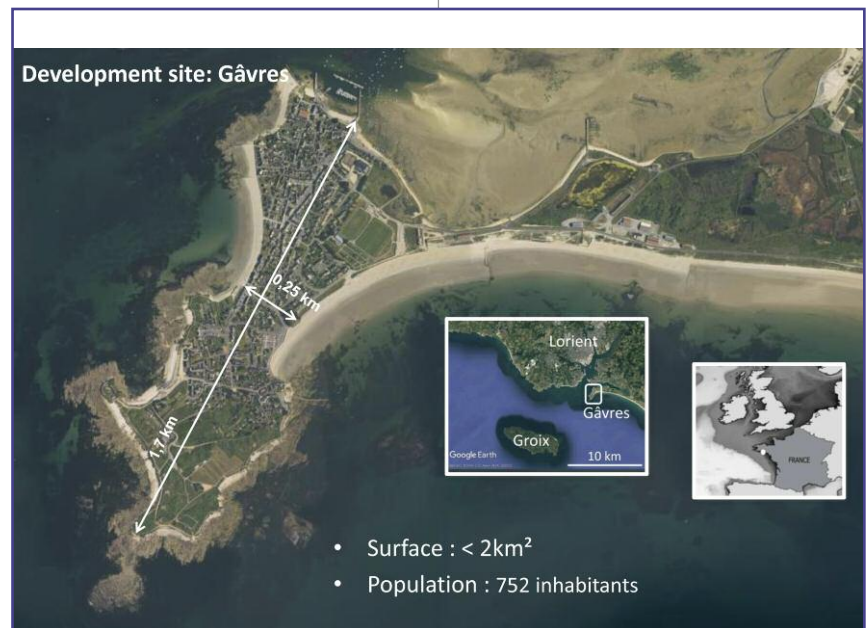 Development site: Gâvres
0,25 km
1,7 km
Lorient
Gâvres
Groix
Google Earth
10 km
FRANCE
• Surface : < 2km²
• Population : 752 inhabitants